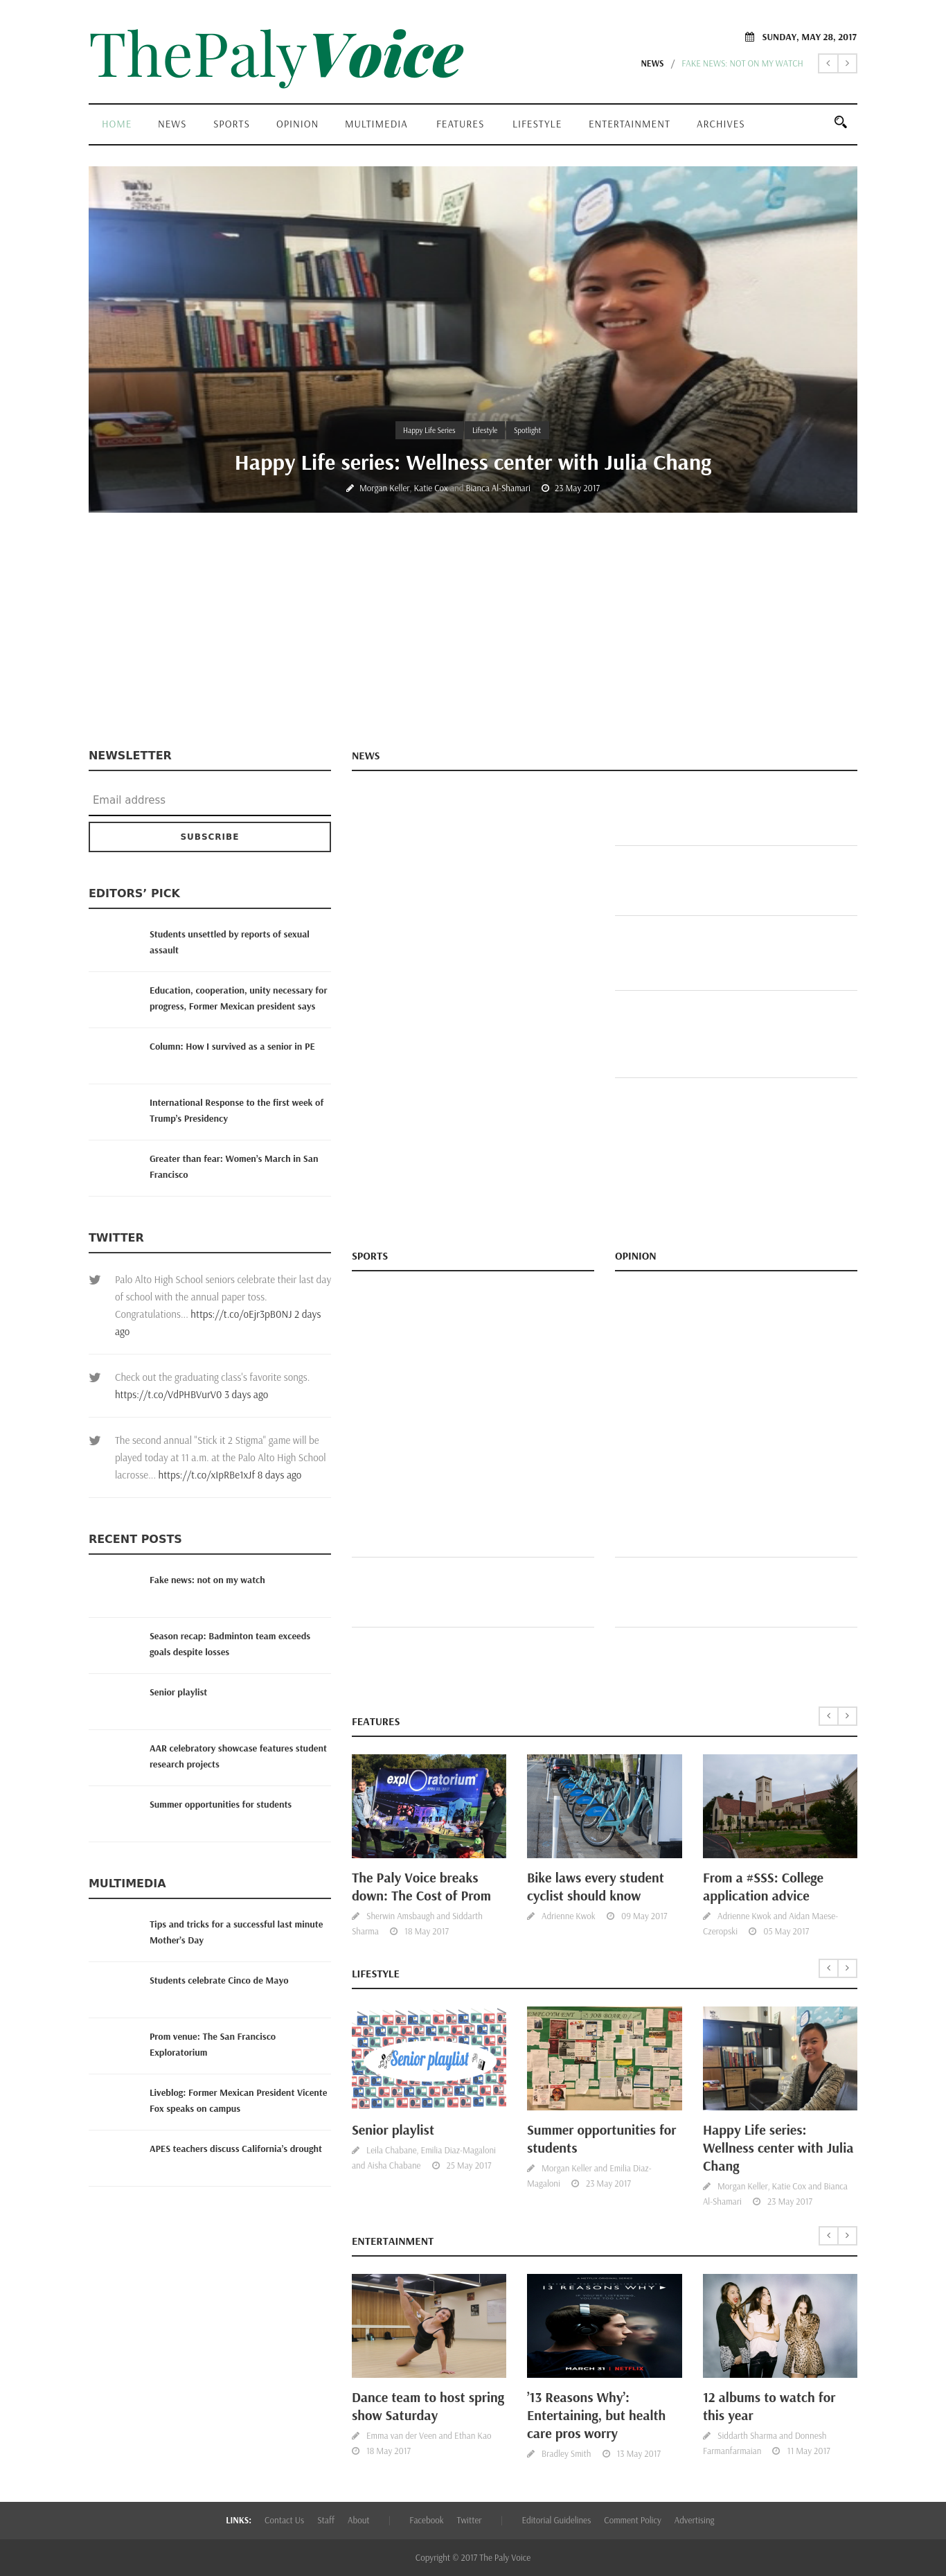 ThePalyVoice
SUNDAY, MAY 28, 2017
NEWS / FAKE NEWS: NOT ON MY WATCH
HOME NEWS SPORTS OPINION MULTIMEDIA FEATURES LIFESTYLE ENTERTAINMENT ARCHIVES
Happy Life Series Lifestyle Spotlight
Happy Life series: Wellness center with Julia Chang
Morgan Keller, Katie Cox and Bianca Al-Shamari 23 May 2017
NEWSLETTER
Email address
SUBSCRIBE
EDITORS’ PICK
Students unsettled by reports of sexual
assault
Education, cooperation, unity necessary for
progress, Former Mexican president says
Column: How I survived as a senior in PE
International Response to the first week of
Trump’s Presidency
Greater than fear: Women’s March in San
Francisco
TWITTER
Palo Alto High School seniors celebrate their last day
of school with the annual paper toss.
Congratulations... https://t.co/oEjr3pB0NJ 2 days
ago
Check out the graduating class's favorite songs.
https://t.co/VdPHBVurV0 3 days ago
The second annual "Stick it 2 Stigma" game will be
played today at 11 a.m. at the Palo Alto High School
lacrosse... https://t.co/xIpRBe1xJf 8 days ago
RECENT POSTS
Fake news: not on my watch
Season recap: Badminton team exceeds
goals despite losses
Senior playlist
AAR celebratory showcase features student
research projects
Summer opportunities for students
MULTIMEDIA
Tips and tricks for a successful last minute
Mother’s Day
Students celebrate Cinco de Mayo
Prom venue: The San Francisco
Exploratorium
Liveblog: Former Mexican President Vicente
Fox speaks on campus
APES teachers discuss California’s drought
NEWS
SPORTS
OPINION
FEATURES
exploratorium
The Paly Voice breaks
down: The Cost of Prom
Sherwin Amsbaugh and Siddarth
Sharma 18 May 2017
Bike laws every student
cyclist should know
Adrienne Kwok 09 May 2017
From a #SSS: College
application advice
Adrienne Kwok and Aidan Maese-
Czeropski 05 May 2017
LIFESTYLE
Senior playlist
Senior playlist
Leila Chabane, Emilia Diaz-Magaloni
and Aisha Chabane 25 May 2017
EMPLOYMENT JOB BOARD
Summer opportunities for
students
Morgan Keller and Emilia Diaz-
Magaloni 23 May 2017
Happy Life series:
Wellness center with Julia
Chang
Morgan Keller, Katie Cox and Bianca
Al-Shamari 23 May 2017
ENTERTAINMENT
Dance team to host spring
show Saturday
Emma van der Veen and Ethan Kao
18 May 2017
13 REASONS WHY
MARCH 31 | NETFLIX
’13 Reasons Why’:
Entertaining, but health
care pros worry
Bradley Smith 13 May 2017
12 albums to watch for
this year
Siddarth Sharma and Donnesh
Farmanfarmaian 11 May 2017
LINKS: Contact Us Staff About | Facebook Twitter | Editorial Guidelines Comment Policy Advertising
Copyright © 2017 The Paly Voice